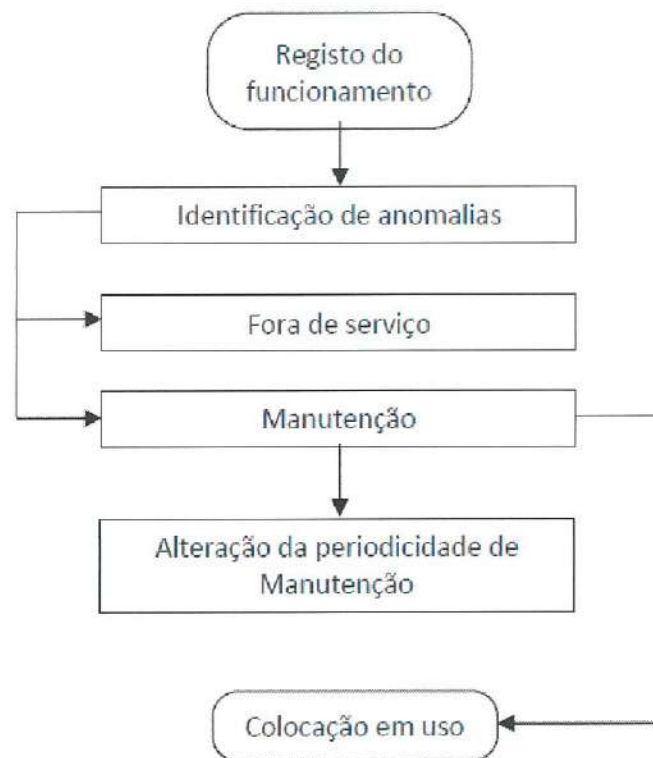 Registo do
funcionamento
Identificação de anomalias
Fora de serviço
Manutenção
Alteração da periodicidade de
Manutenção
Colocação em uso